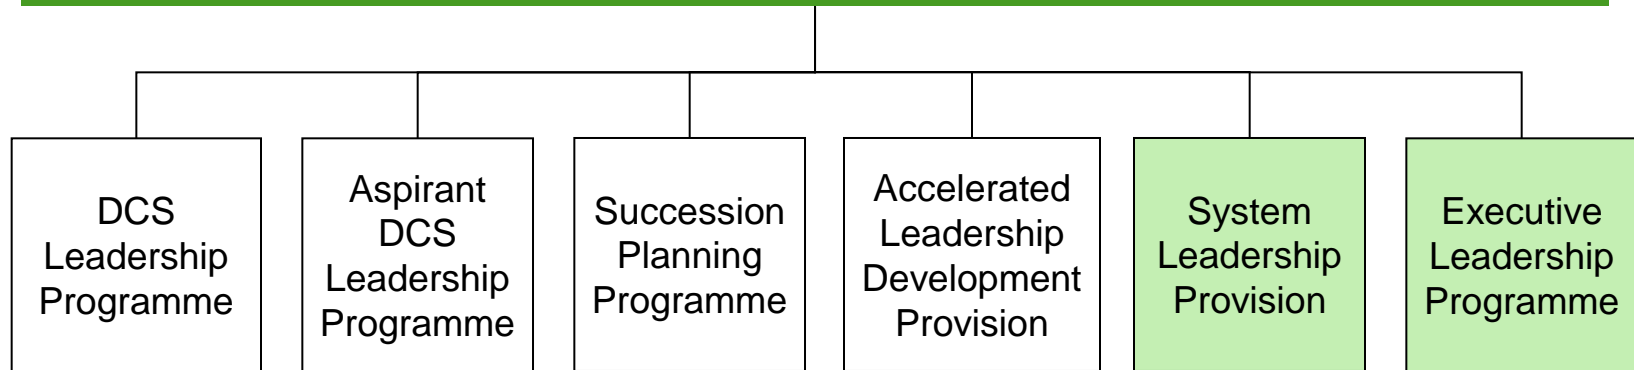 DCS
Leadership
Programme
Aspirant
DCS
Leadership
Programme
Succession
Planning
Programme
Accelerated
Leadership
Development
Provision
System
Leadership
Provision
Executive
Leadership
Programme